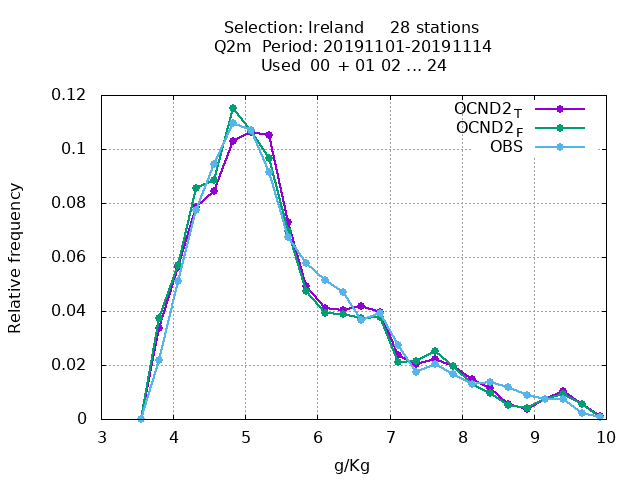 Selection: Ireland     28 stations
Q2m  Period: 20191101-20191114
Used  00 + 01 02 ... 24
0.12
0.1
0.08
0.06
0.04
0.02
0
Relative frequency
OCND2T
OCND2F
OBS
3 4 5 6 7 8 9 10
g/Kg